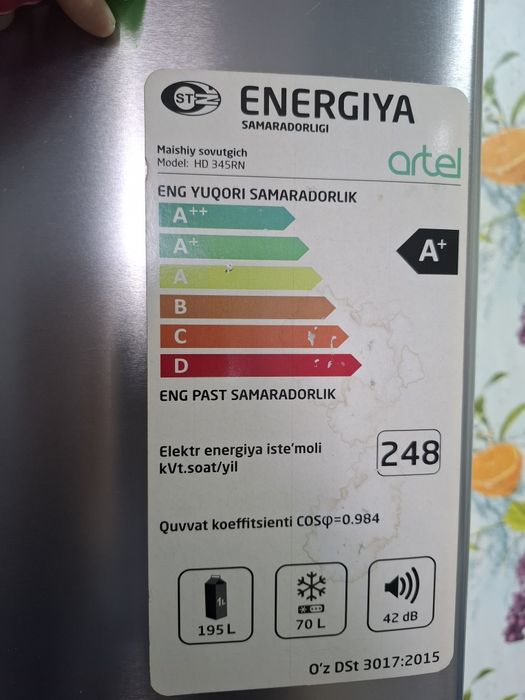 ST
ENERGIYA
SAMARADORLIGI
Maishiy sovutgich
Model: HD 345RN
artel
ENG YUQORI SAMARADORLIK
A++
A+
A+
A
B
C
D
ENG PAST SAMARADORLIK
Elektr energiya iste'moli
kVt.soat/yil
248
Quvvat koeffitsienti COSφ=0.984
1L
195 L
70 L
42 dB
O'z DSt 3017:2015